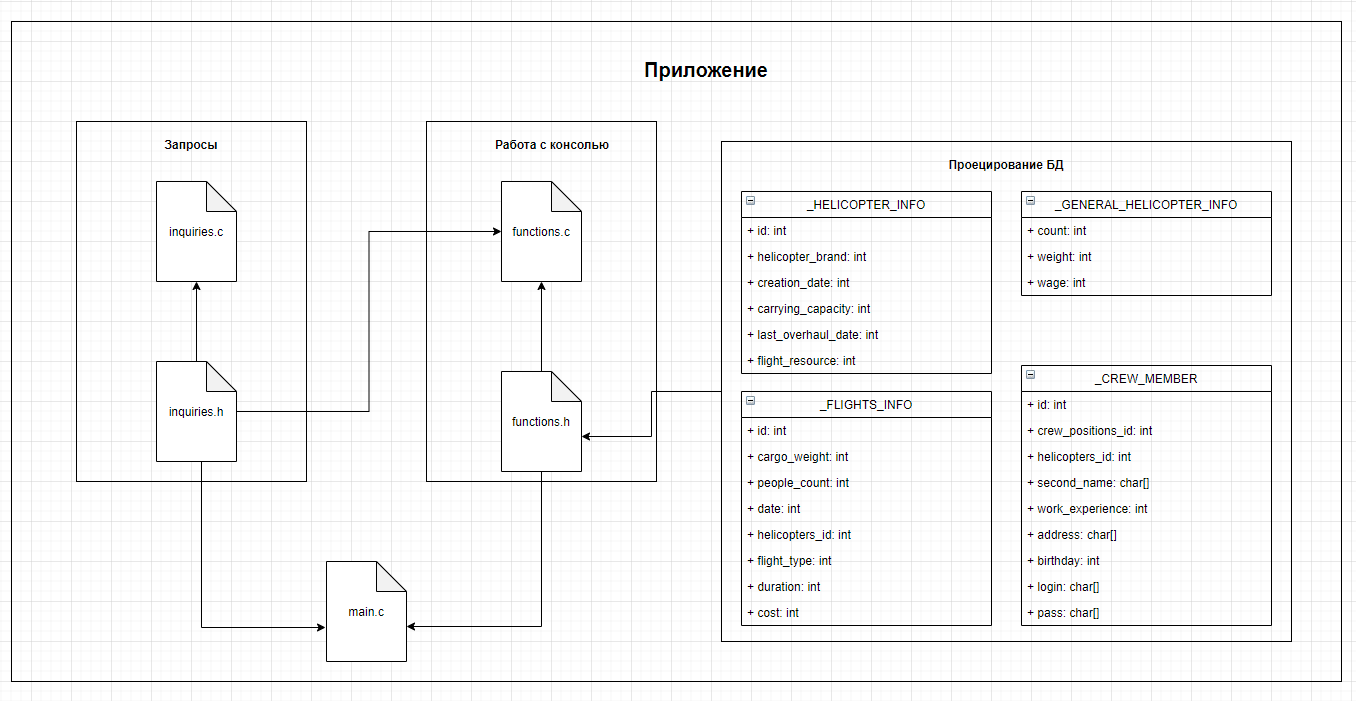 Приложение
Запросы
inquiries.c
inquiries.h
Работа с консолью
functions.c
functions.h
main.c
Проецирование БД
_HELICOPTER_INFO
+ id: int
+ helicopter_brand: int
+ creation_date: int
+ carrying_capacity: int
+ last_overhaul_date: int
+ flight_resource: int
_GENERAL_HELICOPTER_INFO
+ count: int
+ weight: int
+ wage: int
_FLIGHTS_INFO
+ id: int
+ cargo_weight: int
+ people_count: int
+ date: int
+ helicopters_id: int
+ flight_type: int
+ duration: int
+ cost: int
_CREW_MEMBER
+ id: int
+ crew_positions_id: int
+ helicopters_id: int
+ second_name: char[]
+ work_experience: int
+ address: char[]
+ birthday: int
+ login: char[]
+ pass: char[]